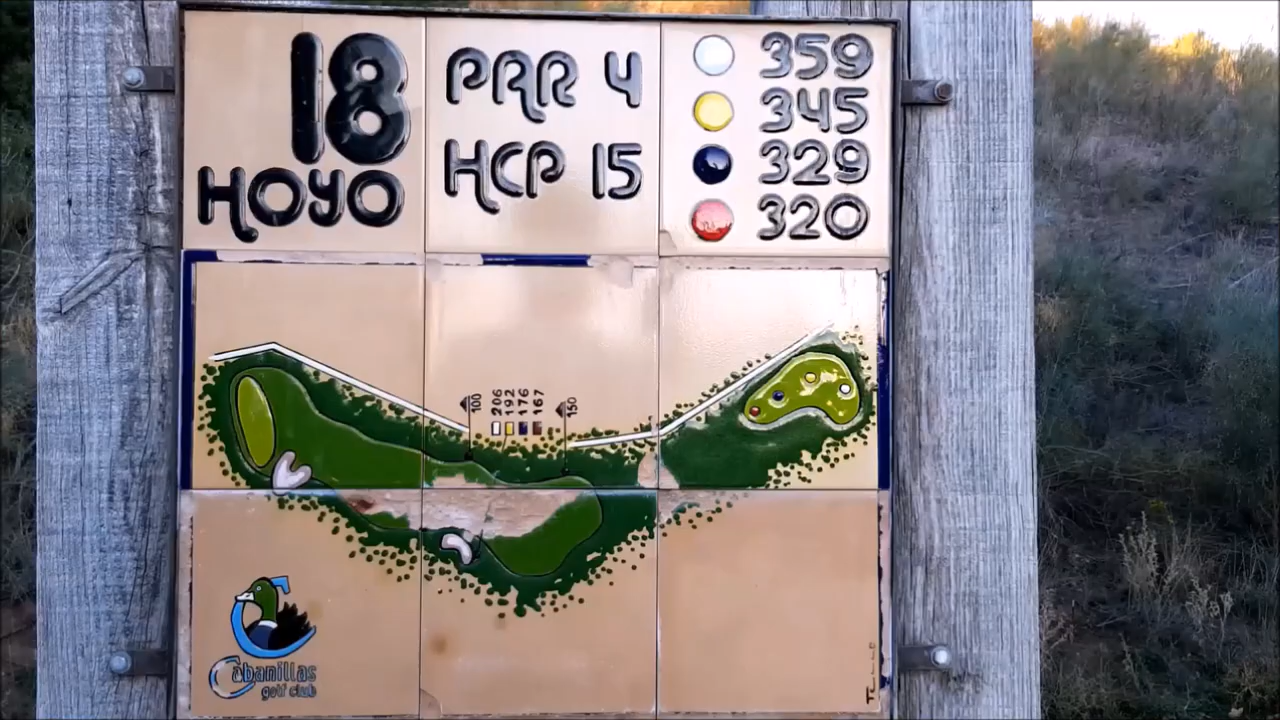 18
HOYO
PAR 4
HCP 15
359
345
329
320
100
206
192
176
167
150
Cabanillas
golf club